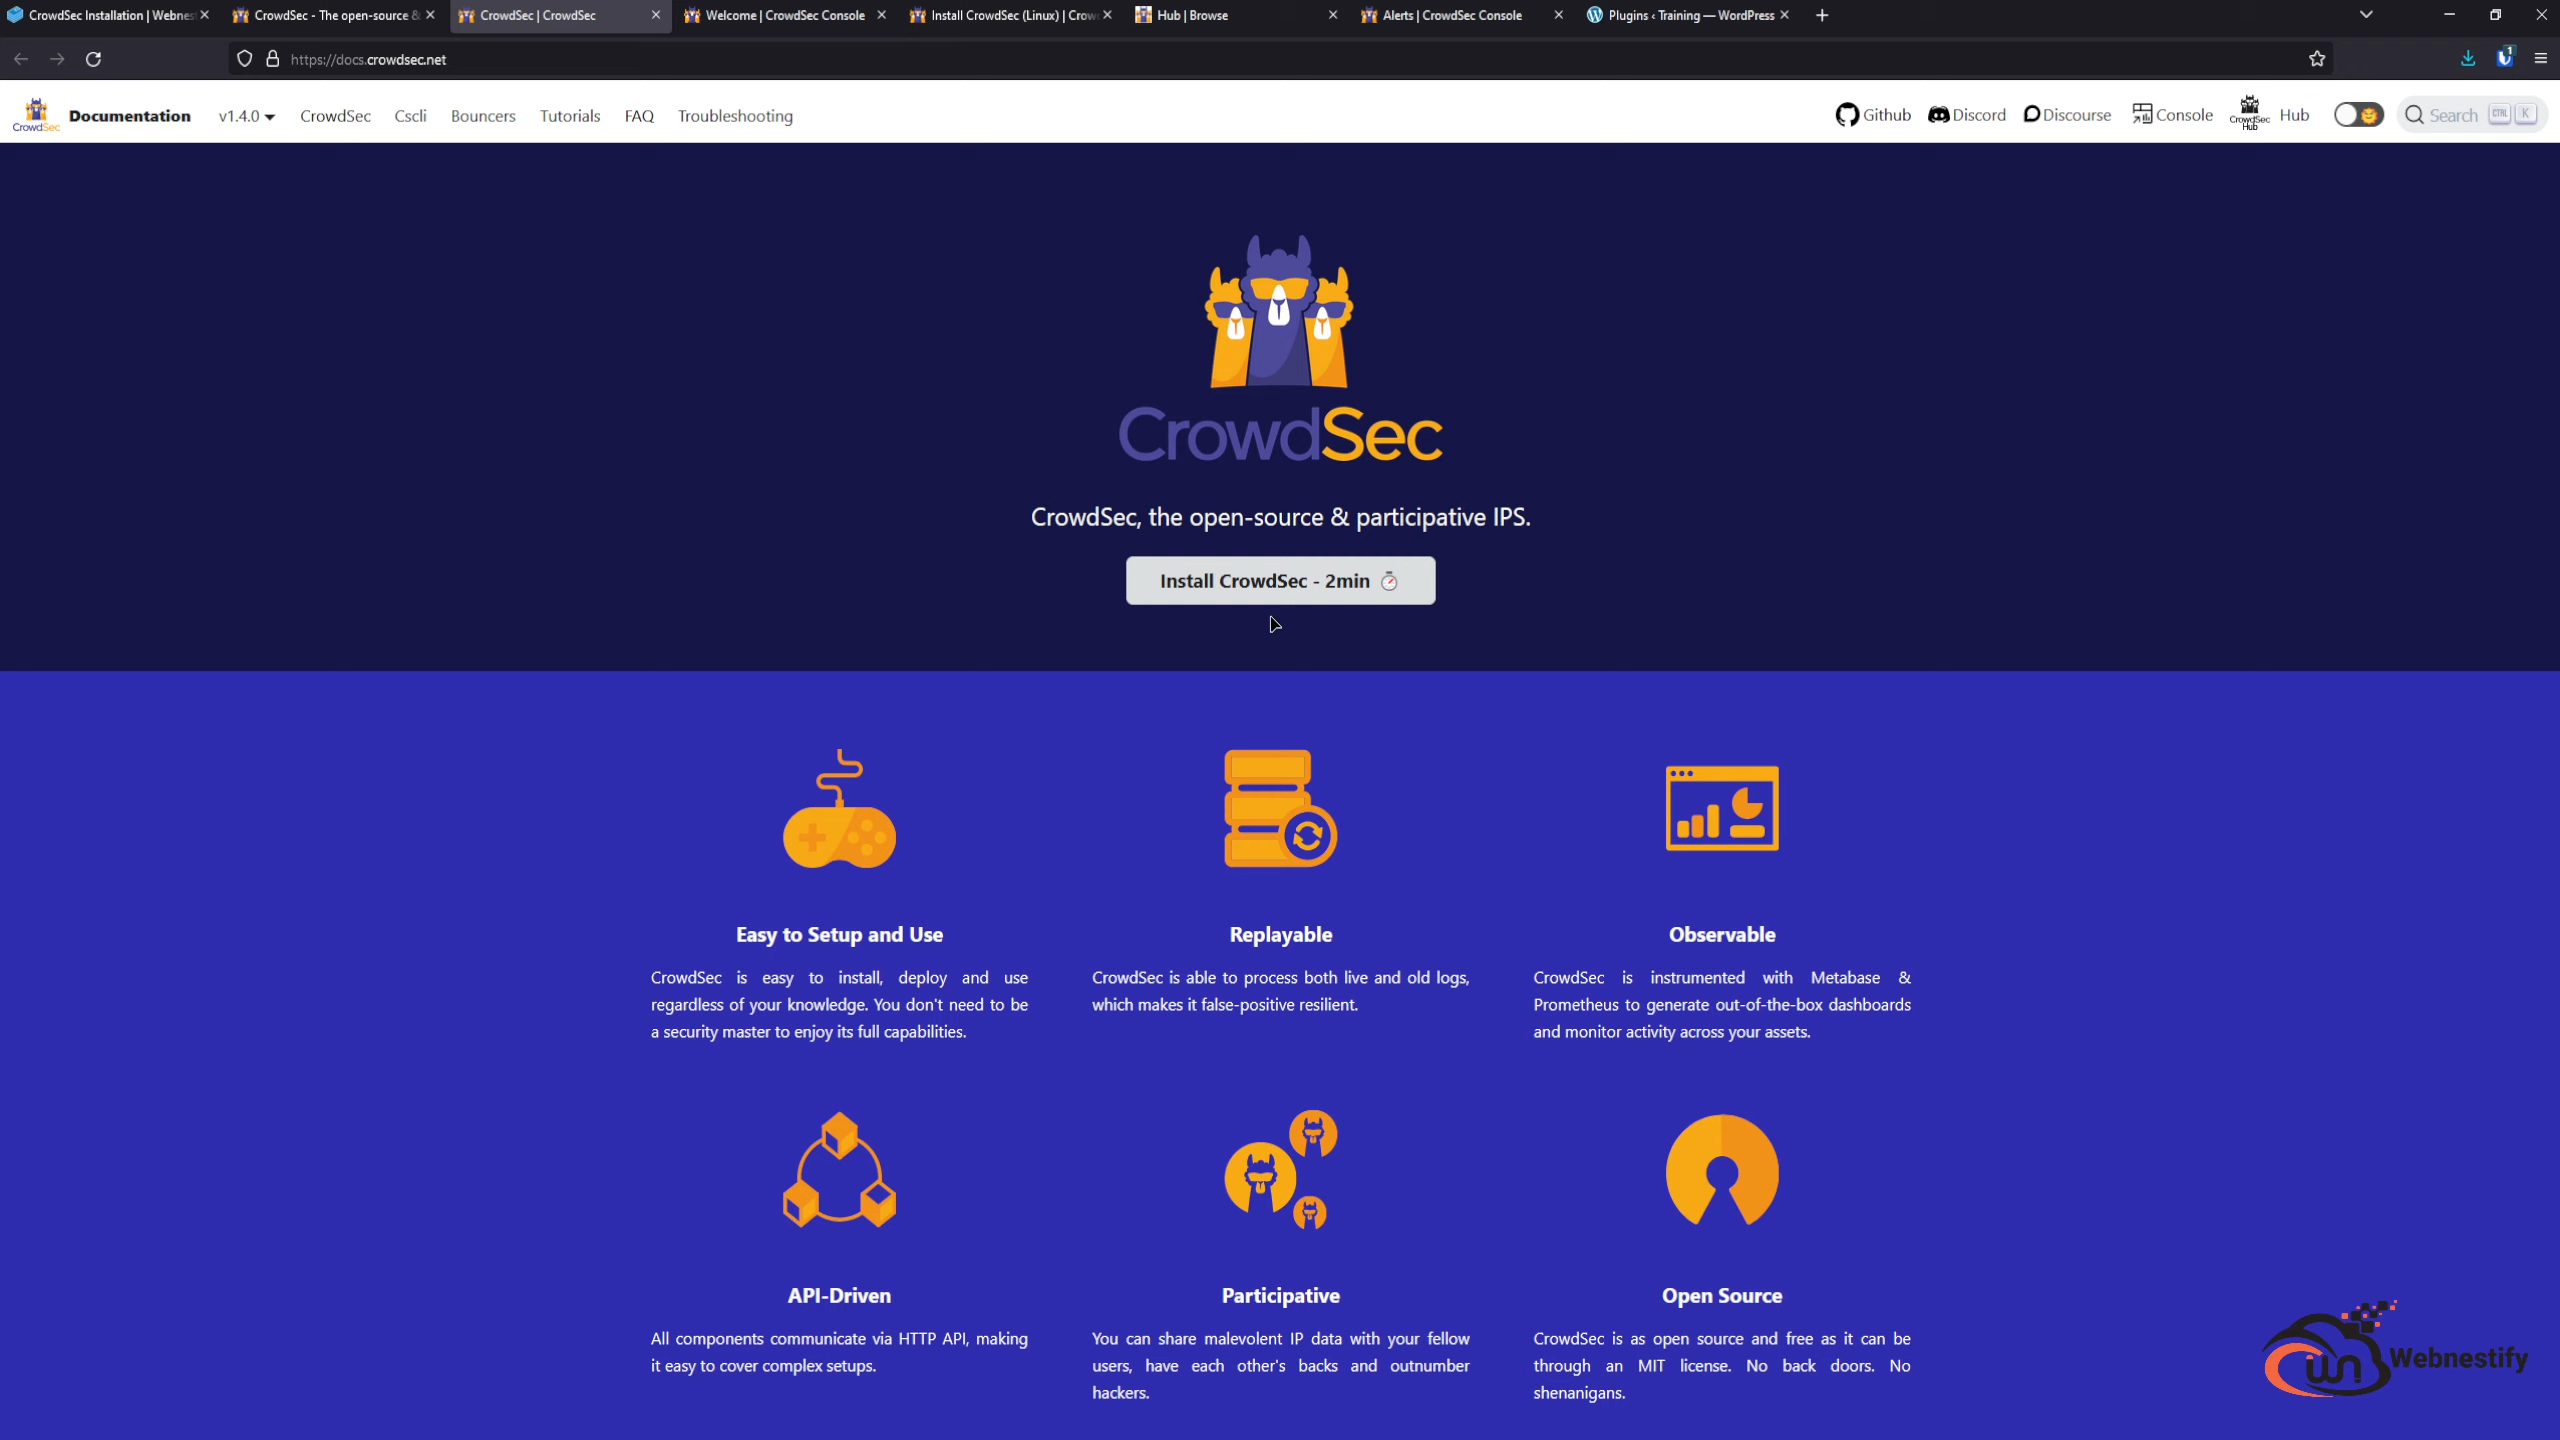 CrowdSec Installation | Webnes
CrowdSec - The open-source &
CrowdSec | CrowdSec
Welcome | CrowdSec Console
Install CrowdSec (Linux) | Crow
Hub | Browse
Alerts | CrowdSec Console
Plugins ‹ Training — WordPress
https://docs.crowdsec.net
1
CrowdSec
Documentation
v1.4.0
CrowdSec
Cscli
Bouncers
Tutorials
FAQ
Troubleshooting
Github
Discord
Discourse
Console
CrowdSec
Hub
Hub
Search
CTRL
K
CrowdSec
CrowdSec, the open-source & participative IPS.
Install CrowdSec - 2min
Easy to Setup and Use
CrowdSec is easy to install, deploy and use
regardless of your knowledge. You don't need to be
a security master to enjoy its full capabilities.
Replayable
CrowdSec is able to process both live and old logs,
which makes it false-positive resilient.
Observable
CrowdSec is instrumented with Metabase &
Prometheus to generate out-of-the-box dashboards
and monitor activity across your assets.
API-Driven
All components communicate via HTTP API, making
it easy to cover complex setups.
Participative
You can share malevolent IP data with your fellow
users, have each other's backs and outnumber
hackers.
Open Source
CrowdSec is as open source and free as it can be
through an MIT license. No back doors. No
shenanigans.
wn
Webnestify